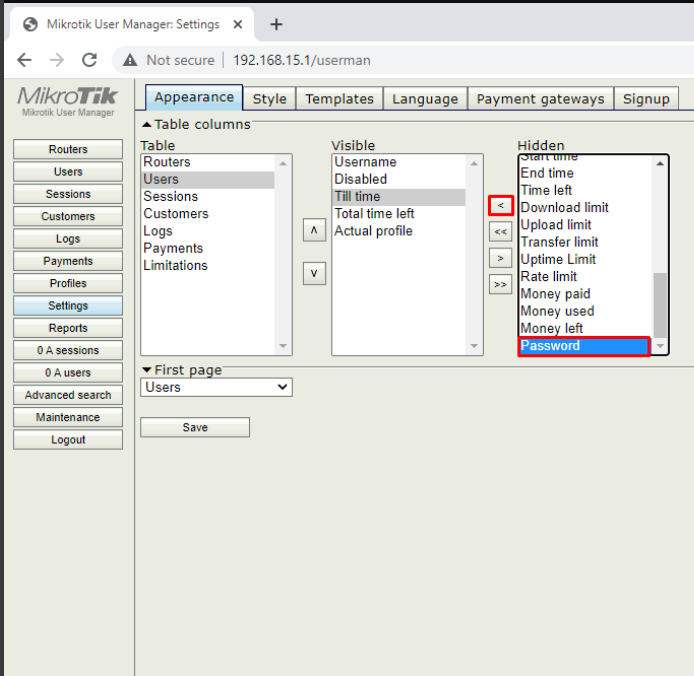 Mikrotik User Manager: Settings
Not secure
192.168.15.1/userman
MikroTik
Mikrotik User Manager
Routers
Users
Sessions
Customers
Logs
Payments
Profiles
Settings
Reports
0 A sessions
0 A users
Advanced search
Maintenance
Logout
Appearance
Style
Templates
Language
Payment gateways
Signup
Table columns
Table
Routers
Users
Sessions
Customers
Logs
Payments
Limitations
Visible
Username
Disabled
Till time
Total time left
Actual profile
<
<<
>
>>
Hidden
Start time
End time
Time left
Download limit
Upload limit
Transfer limit
Uptime Limit
Rate limit
Money paid
Money used
Money left
Password
First page
Users
Save